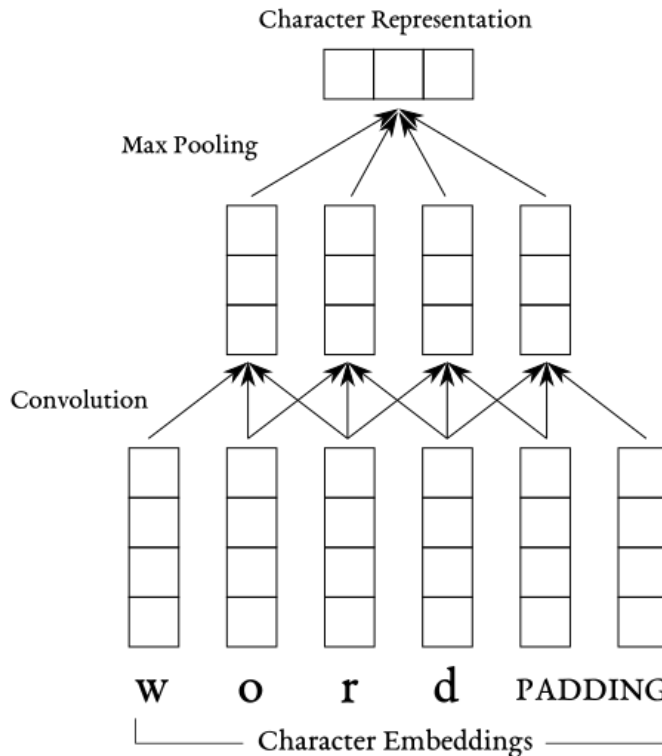 Character Representation
Max Pooling
Convolution
w o r d PADDING
Character Embeddings